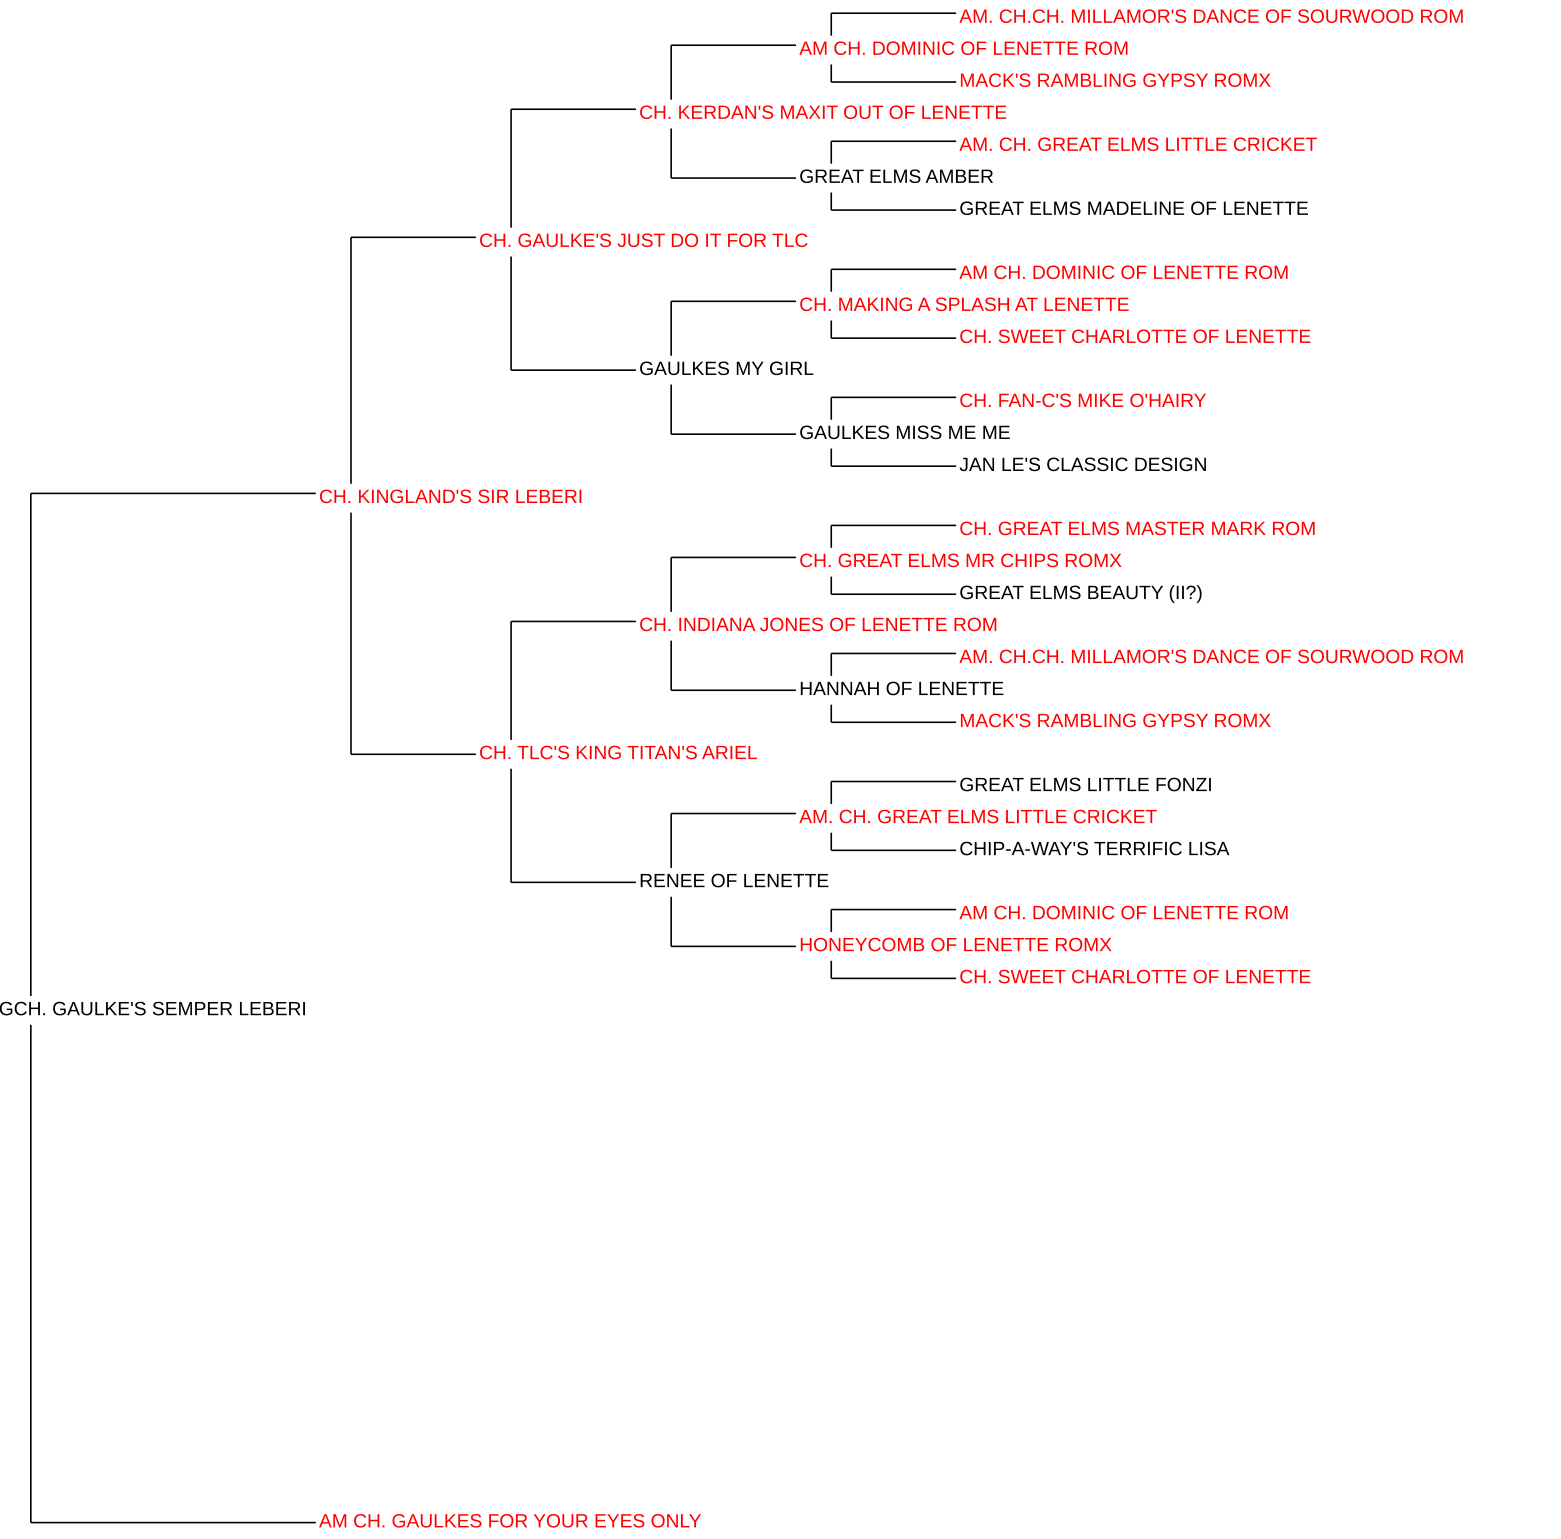 AM. CH.CH. MILLAMOR'S DANCE OF SOURWOOD ROM
AM CH. DOMINIC OF LENETTE ROM
MACK'S RAMBLING GYPSY ROMX
CH. KERDAN'S MAXIT OUT OF LENETTE
AM. CH. GREAT ELMS LITTLE CRICKET
GREAT ELMS AMBER
GREAT ELMS MADELINE OF LENETTE
CH. GAULKE'S JUST DO IT FOR TLC
AM CH. DOMINIC OF LENETTE ROM
CH. MAKING A SPLASH AT LENETTE
CH. SWEET CHARLOTTE OF LENETTE
GAULKES MY GIRL
CH. FAN-C'S MIKE O'HAIRY
GAULKES MISS ME ME
JAN LE'S CLASSIC DESIGN
CH. KINGLAND'S SIR LEBERI
CH. GREAT ELMS MASTER MARK ROM
CH. GREAT ELMS MR CHIPS ROMX
GREAT ELMS BEAUTY (II?)
CH. INDIANA JONES OF LENETTE ROM
AM. CH.CH. MILLAMOR'S DANCE OF SOURWOOD ROM
HANNAH OF LENETTE
MACK'S RAMBLING GYPSY ROMX
CH. TLC'S KING TITAN'S ARIEL
GREAT ELMS LITTLE FONZI
AM. CH. GREAT ELMS LITTLE CRICKET
CHIP-A-WAY'S TERRIFIC LISA
RENEE OF LENETTE
AM CH. DOMINIC OF LENETTE ROM
HONEYCOMB OF LENETTE ROMX
CH. SWEET CHARLOTTE OF LENETTE
GCH. GAULKE'S SEMPER LEBERI
AM CH. GAULKES FOR YOUR EYES ONLY